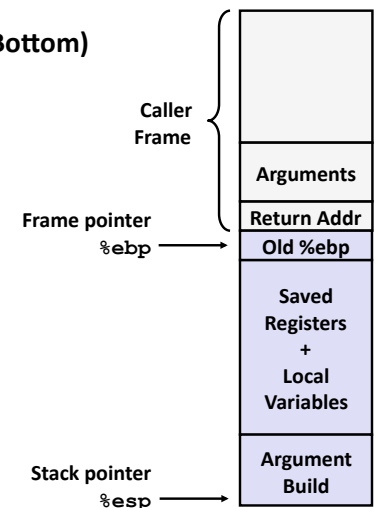 Bottom)
Caller
Frame
Arguments
Return Addr
Frame pointer
%ebp
Old %ebp
Saved
Registers
+
Local
Variables
Argument
Build
Stack pointer
%esp